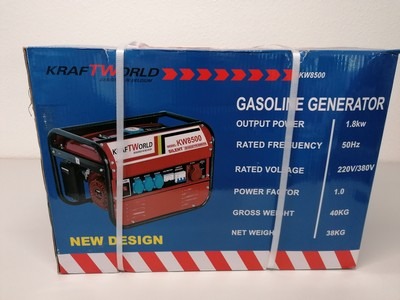 KRAFTWORLD
KW8500
GASOLINE GENERATOR
OUTPUT POWER 1.8kw
RATED FREQUENCY 50Hz
RATED VOLTAGE 220V/380V
POWER FACTOR 1.0
GROSS WEIGHT 40KG
NET WEIGHT 38KG
KRAFTWORLD
KW8500
SILENT
NEW DESIGN